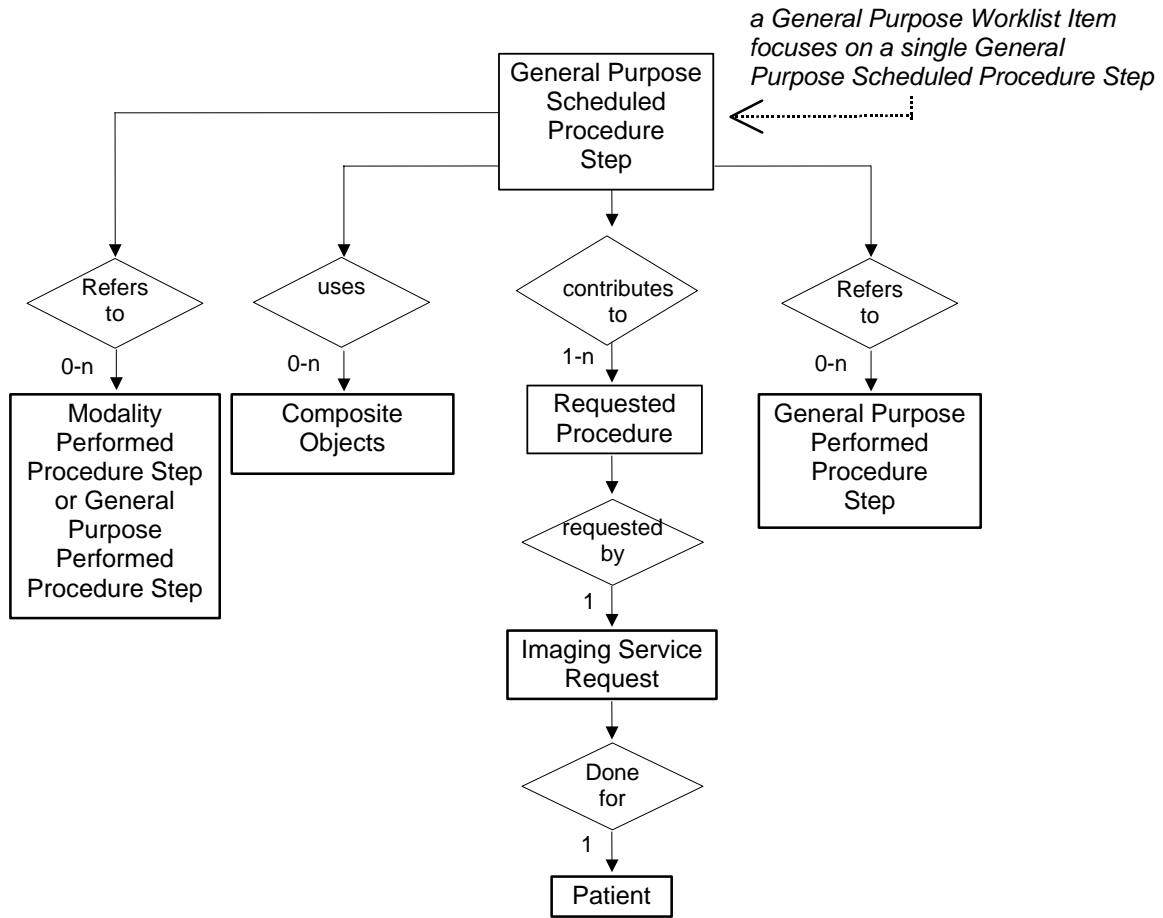 a General Purpose Worklist Item
focuses on a single General
Purpose Scheduled Procedure Step
General Purpose
Scheduled
Procedure
Step
Refers
to
uses
contributes
to
Refers
to
0-n
0-n
1-n
0-n
Modality
Performed
Procedure Step
or General
Purpose
Performed
Procedure Step
Composite
Objects
Requested
Procedure
General Purpose
Performed
Procedure
Step
requested
by
1
Imaging Service
Request
Done
for
1
Patient